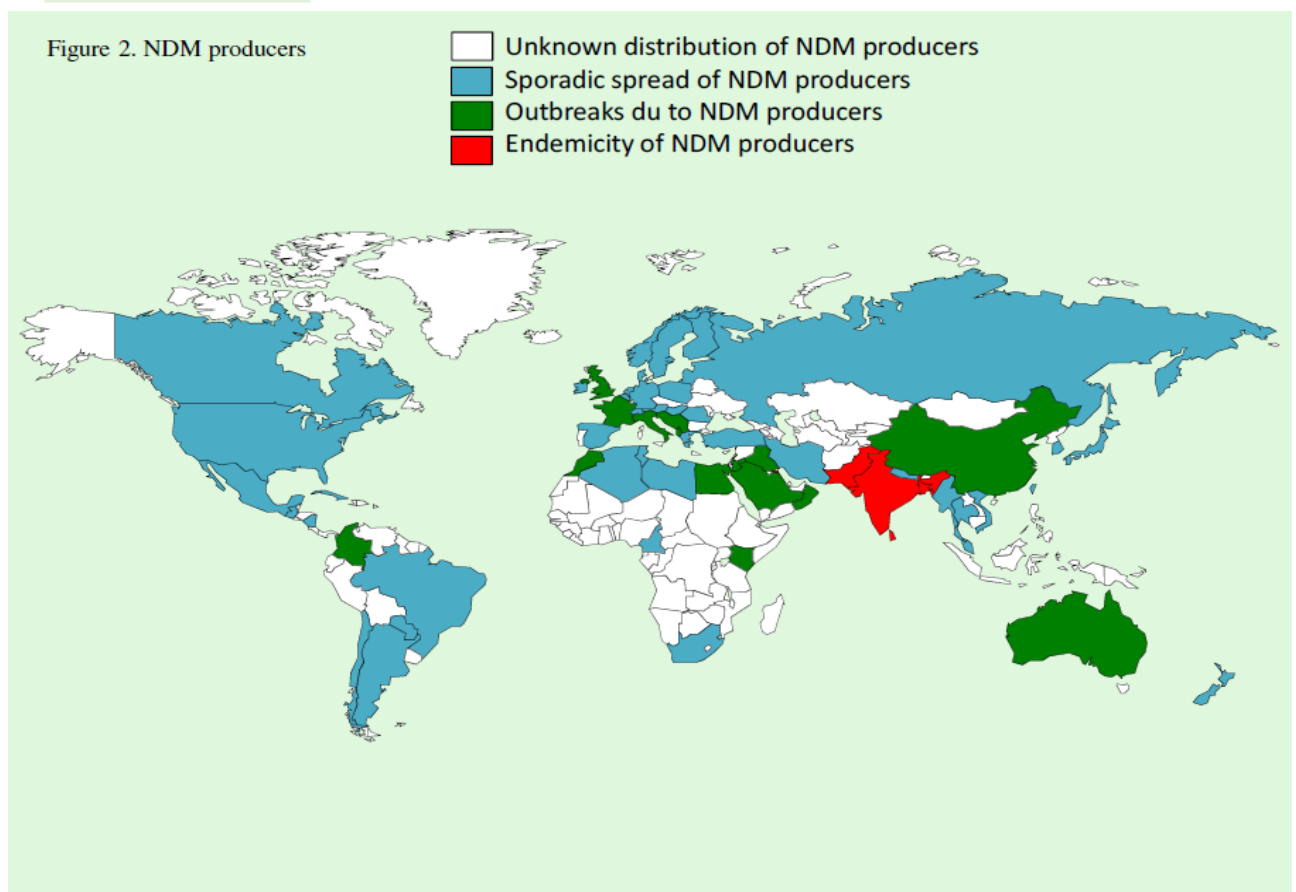 Figure 2. NDM producers
Unknown distribution of NDM producers
Sporadic spread of NDM producers
Outbreaks du to NDM producers
Endemicity of NDM producers